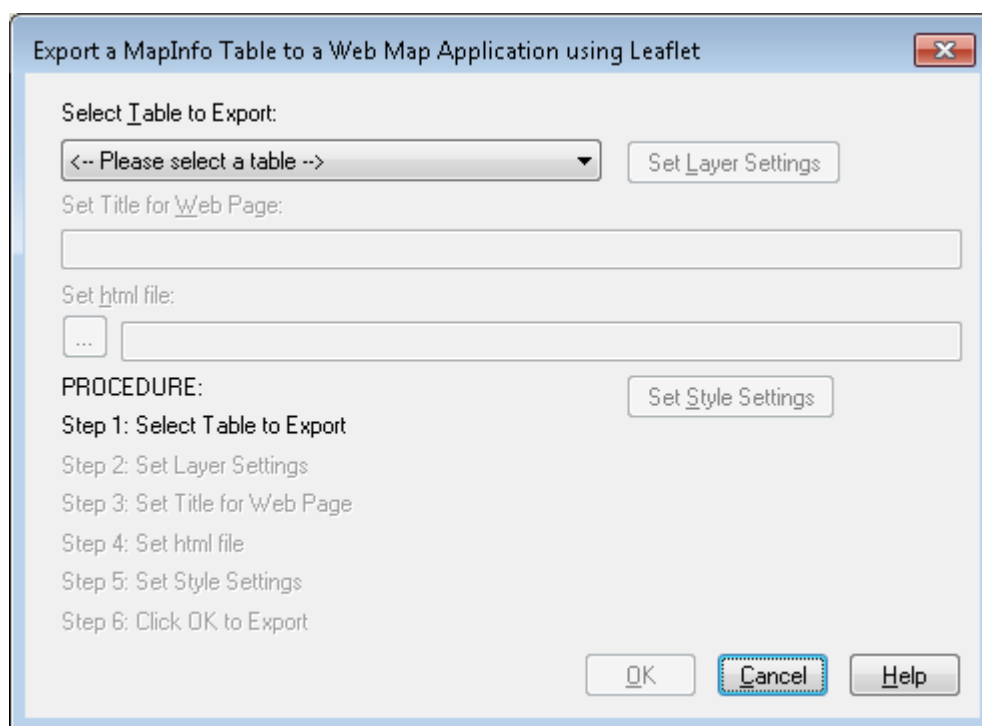 Export a MapInfo Table to a Web Map Application using Leaflet
Select Table to Export:
<-- Please select a table -->
Set Layer Settings
Set Title for Web Page:
Set html file:
...
PROCEDURE:
Set Style Settings
Step 1: Select Table to Export
Step 2: Set Layer Settings
Step 3: Set Title for Web Page
Step 4: Set html file
Step 5: Set Style Settings
Step 6: Click OK to Export
OK
Cancel
Help